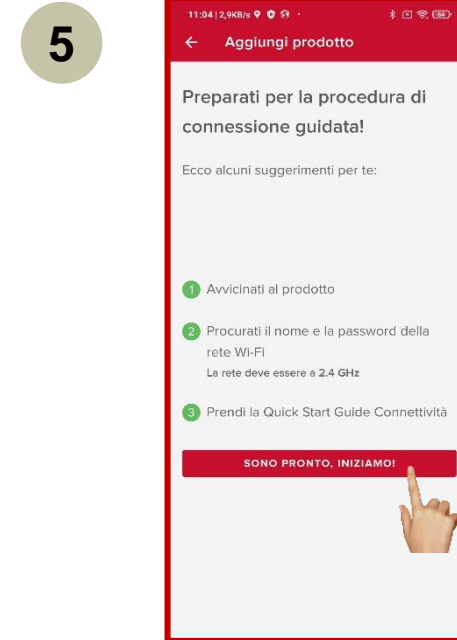 5
11:04 | 2,9KB/s
64
Aggiungi prodotto
Preparati per la procedura di
connessione guidata!
Ecco alcuni suggerimenti per te:
1 Avvicinati al prodotto
2 Procurati il nome e la password della
rete Wi-Fi
La rete deve essere a 2.4 GHz
3 Prendi la Quick Start Guide Connettività
SONO PRONTO, INIZIAMO!